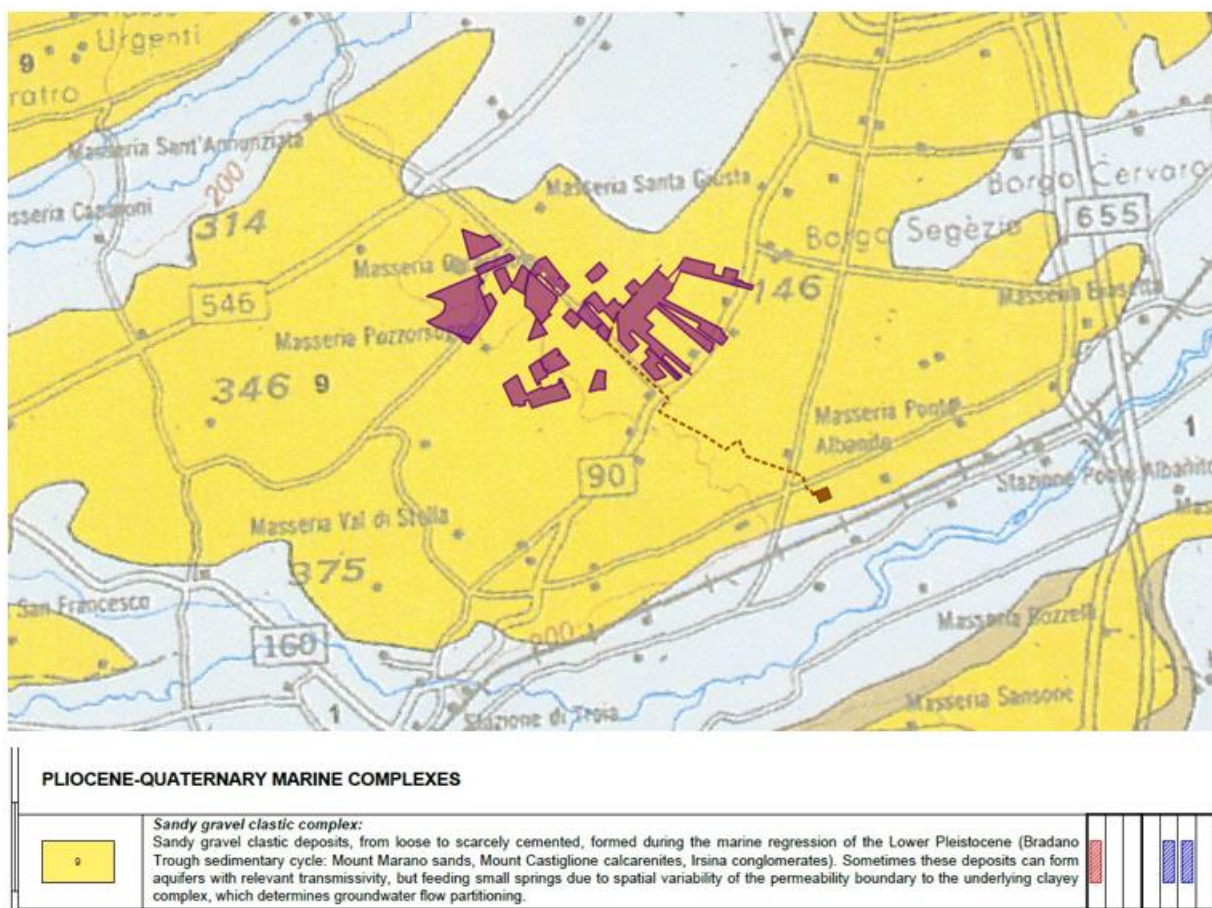 Urgenti
9
Masseria Sant'Annunziata
200
314
Masseria Santa Giusta
Borgo Cervaro
655
Borgo Segèzio
Masseria
146
546
Masseria
Masseria
346 9
Masseria Ponte
Albanito
1
90
Stazione Ponte Albanito
Masseria Val di Stella
375
San Francesco
160
200
Masseria Bozzelli
Masseria Sansone
1
Stazione di Troia
PLIOCENE-QUATERNARY MARINE COMPLEXES
9
Sandy gravel clastic complex:
Sandy gravel clastic deposits, from loose to scarcely cemented, formed during the marine regression of the Lower Pleistocene (Bradano
Trough sedimentary cycle: Mount Marano sands, Mount Castiglione calcarenites, Irsina conglomerates). Sometimes these deposits can form
aquifers with relevant transmissivity, but feeding small springs due to spatial variability of the permeability boundary to the underlying clayey
complex, which determines groundwater flow partitioning.